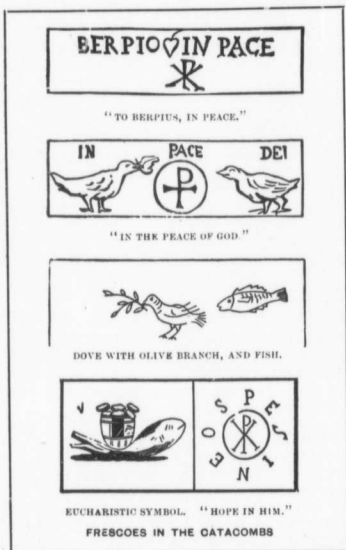 BERPIO IN PACE
"TO BERPIUS, IN PEACE."
IN PACE DEI
"IN THE PEACE OF GOD."
DOVE WITH OLIVE BRANCH, AND FISH.
SPES IN EO
EUCHARISTIC SYMBOL. "HOPE IN HIM."
FRESCOES IN THE CATACOMBS